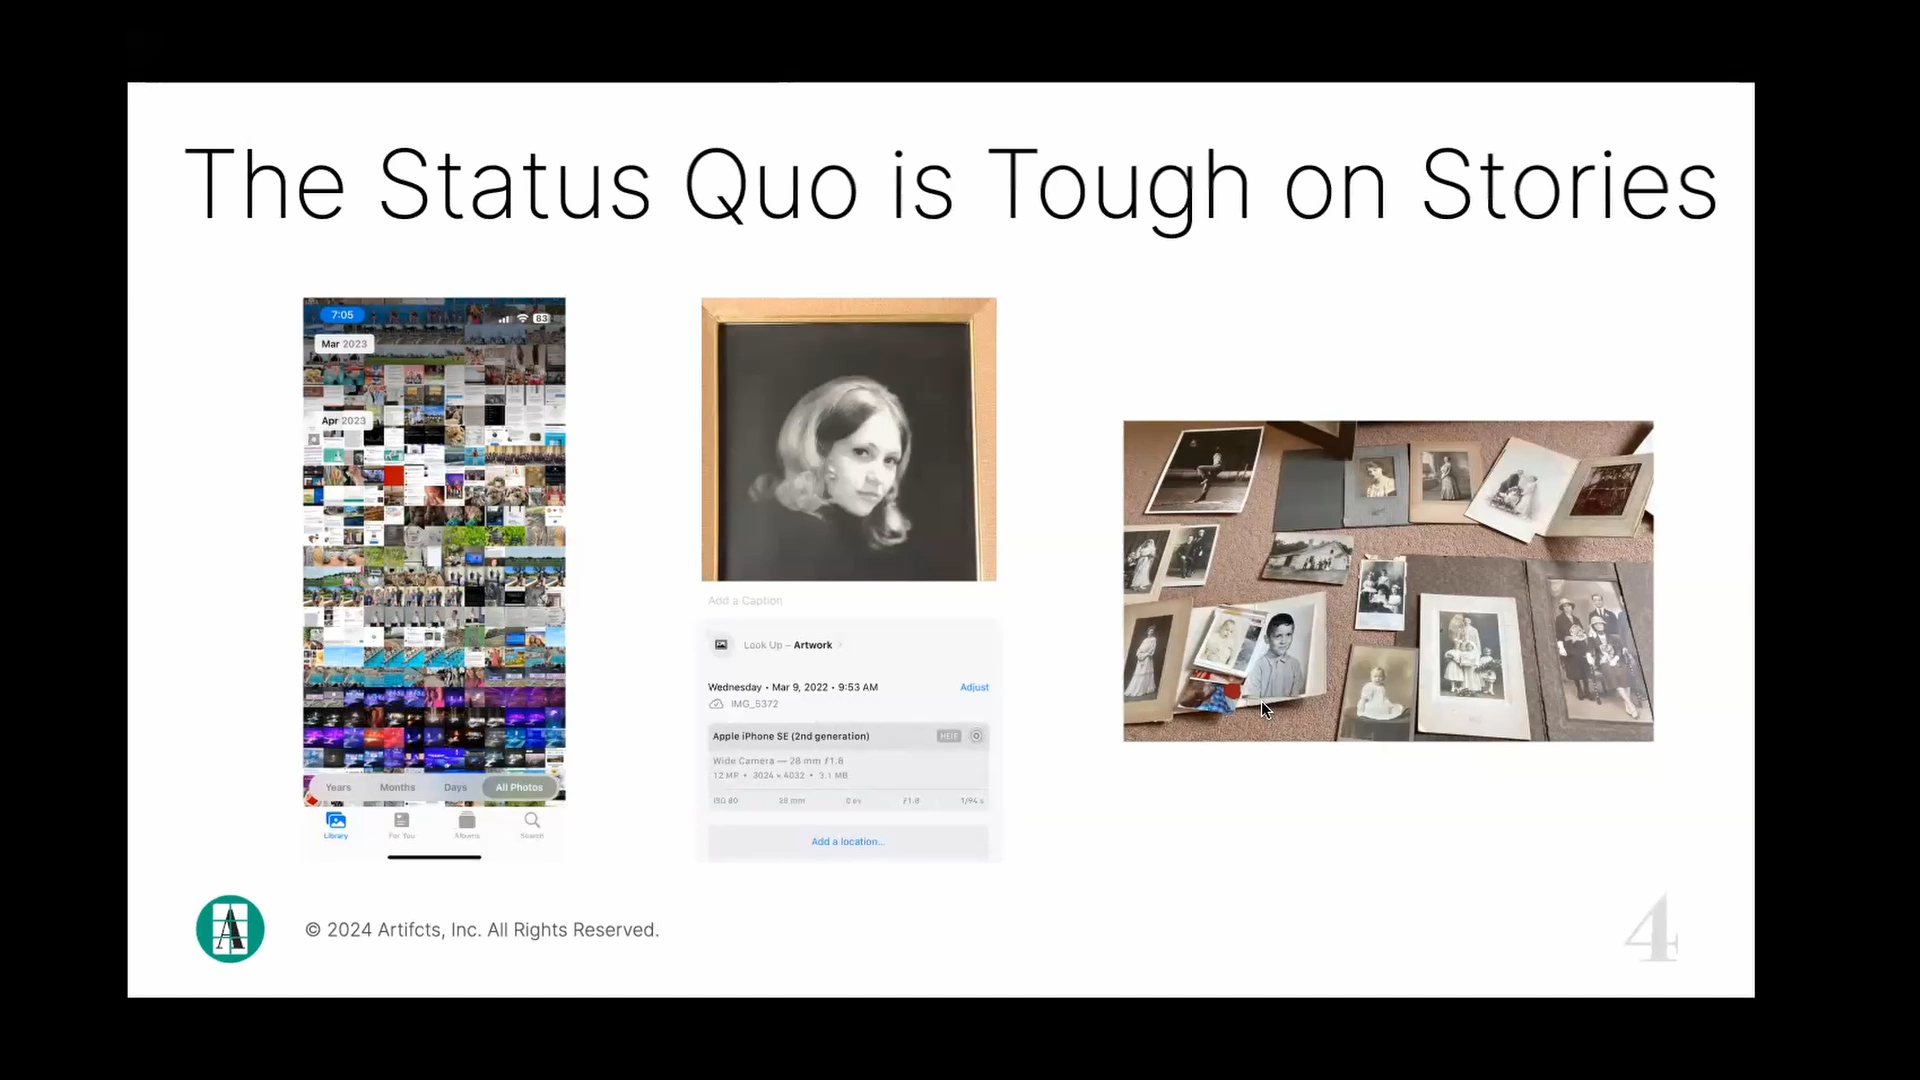 The Status Quo is Tough on Stories
7:05
83
Mar 2023
Apr 2023
Years Months Days All Photos
Library For You Albums Search
Add a Caption
Look Up – Artwork
Wednesday • Mar 9, 2022 • 9:53 AM Adjust
IMG_5372
Apple iPhone SE (2nd generation) HEIF
Wide Camera — 28 mm ƒ1.8
12 MP • 3024 × 4032 • 3.1 MB
ISO 80 28 mm 0 ev ƒ1.8 1/94 s
Add a location...
A © 2024 Artifcts, Inc. All Rights Reserved.
4